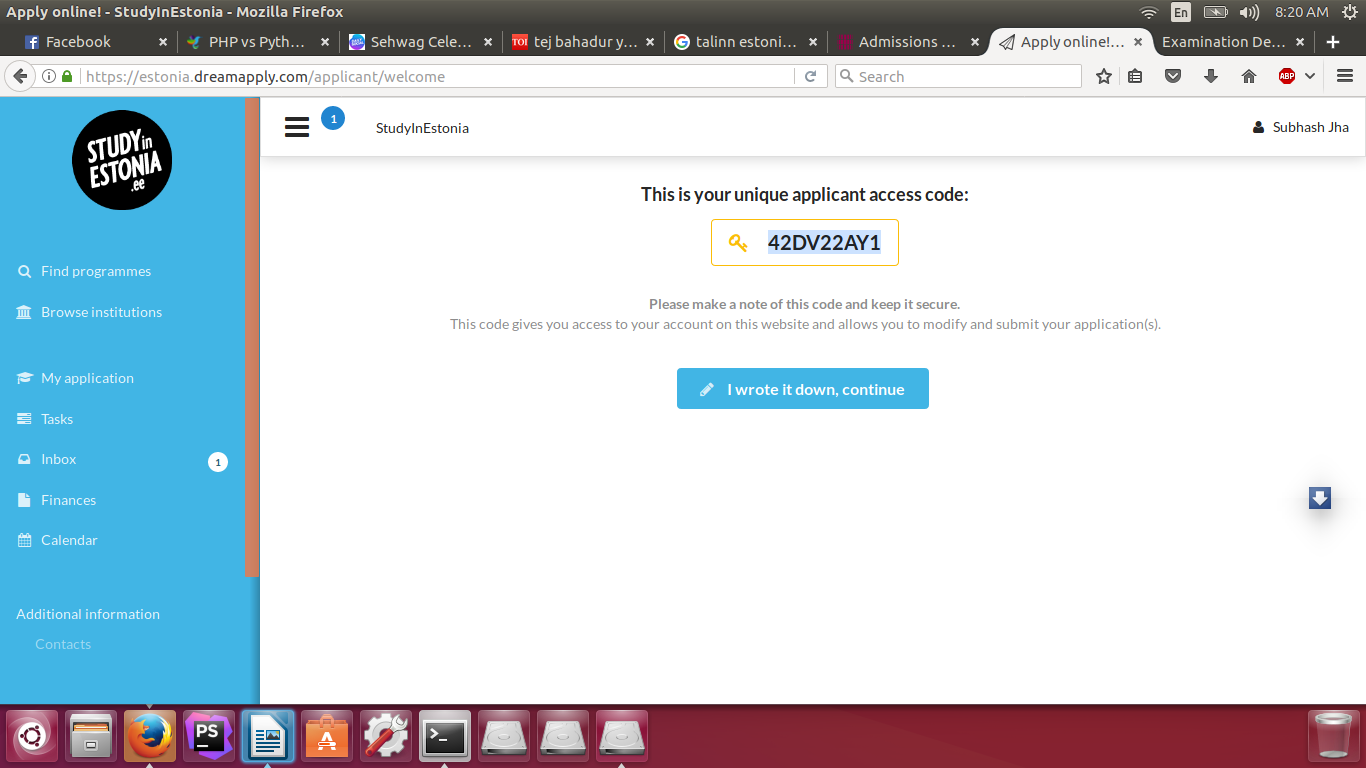 Apply online! - StudyInEstonia - Mozilla Firefox
En
8:20 AM
Facebook
PHP vs Pyth...
Sehwag Cele...
TOI
tej bahadur y...
talinn estoni...
Admissions ...
Apply online!...
Examination De...
https://estonia.dreamapply.com/applicant/welcome
Search
ABP
STUDY in
ESTONIA
.ee
1
StudyInEstonia
Subhash Jha
This is your unique applicant access code:
42DV22AY1
Please make a note of this code and keep it secure.
This code gives you access to your account on this website and allows you to modify and submit your application(s).
I wrote it down, continue
Find programmes
Browse institutions
My application
Tasks
Inbox
1
Finances
Calendar
Additional information
Contacts
PS